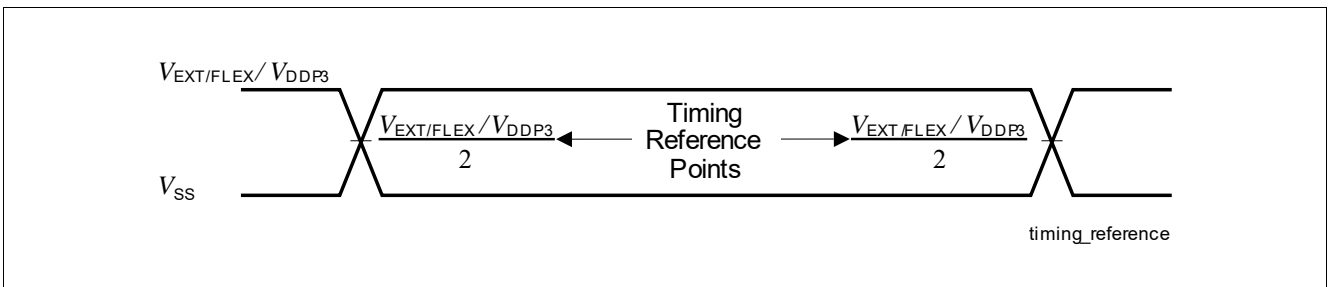 VEXT/FLEX / VDDP3
VEXT/FLEX / VDDP3
2
Timing
Reference
Points
VEXT/FLEX / VDDP3
2
VSS
timing_reference